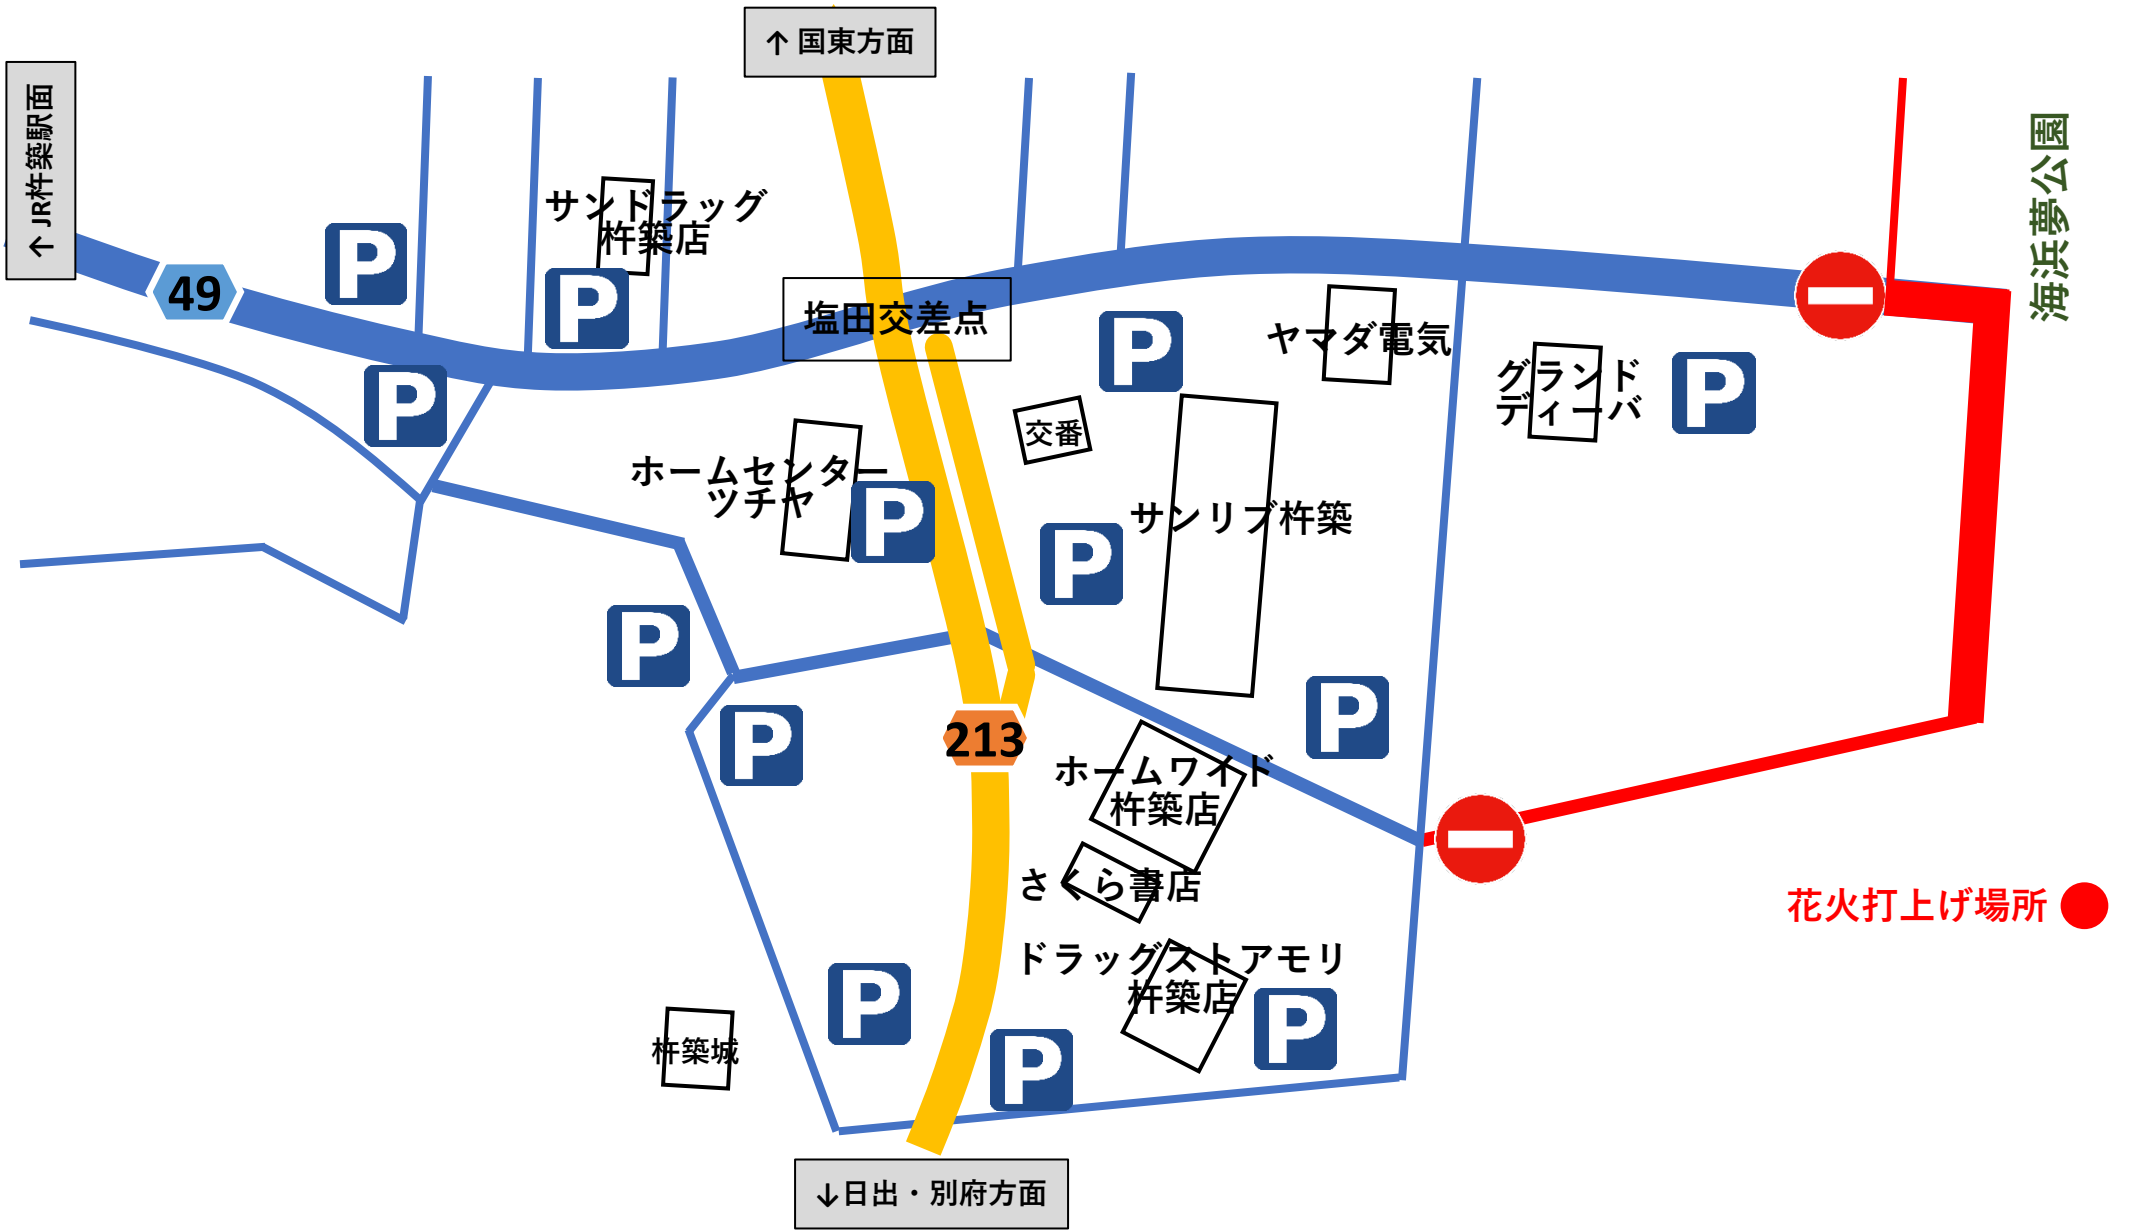 ↑ 国東方面
← JR杵築駅面
海浜夢公園
サンドラッグ
杵築店
P
49
P
塩田交差点
P
ヤマダ電気
グランド
ディーバ
P
P
交番
ホームセンター
ツチヤ
P
サンリブ杵築
P
P
P
P
213
ホームワイド
杵築店
さくら書店
花火打上げ場所
ドラッグストアモリ
杵築店
P
P
P
杵築城
↓日出・別府方面